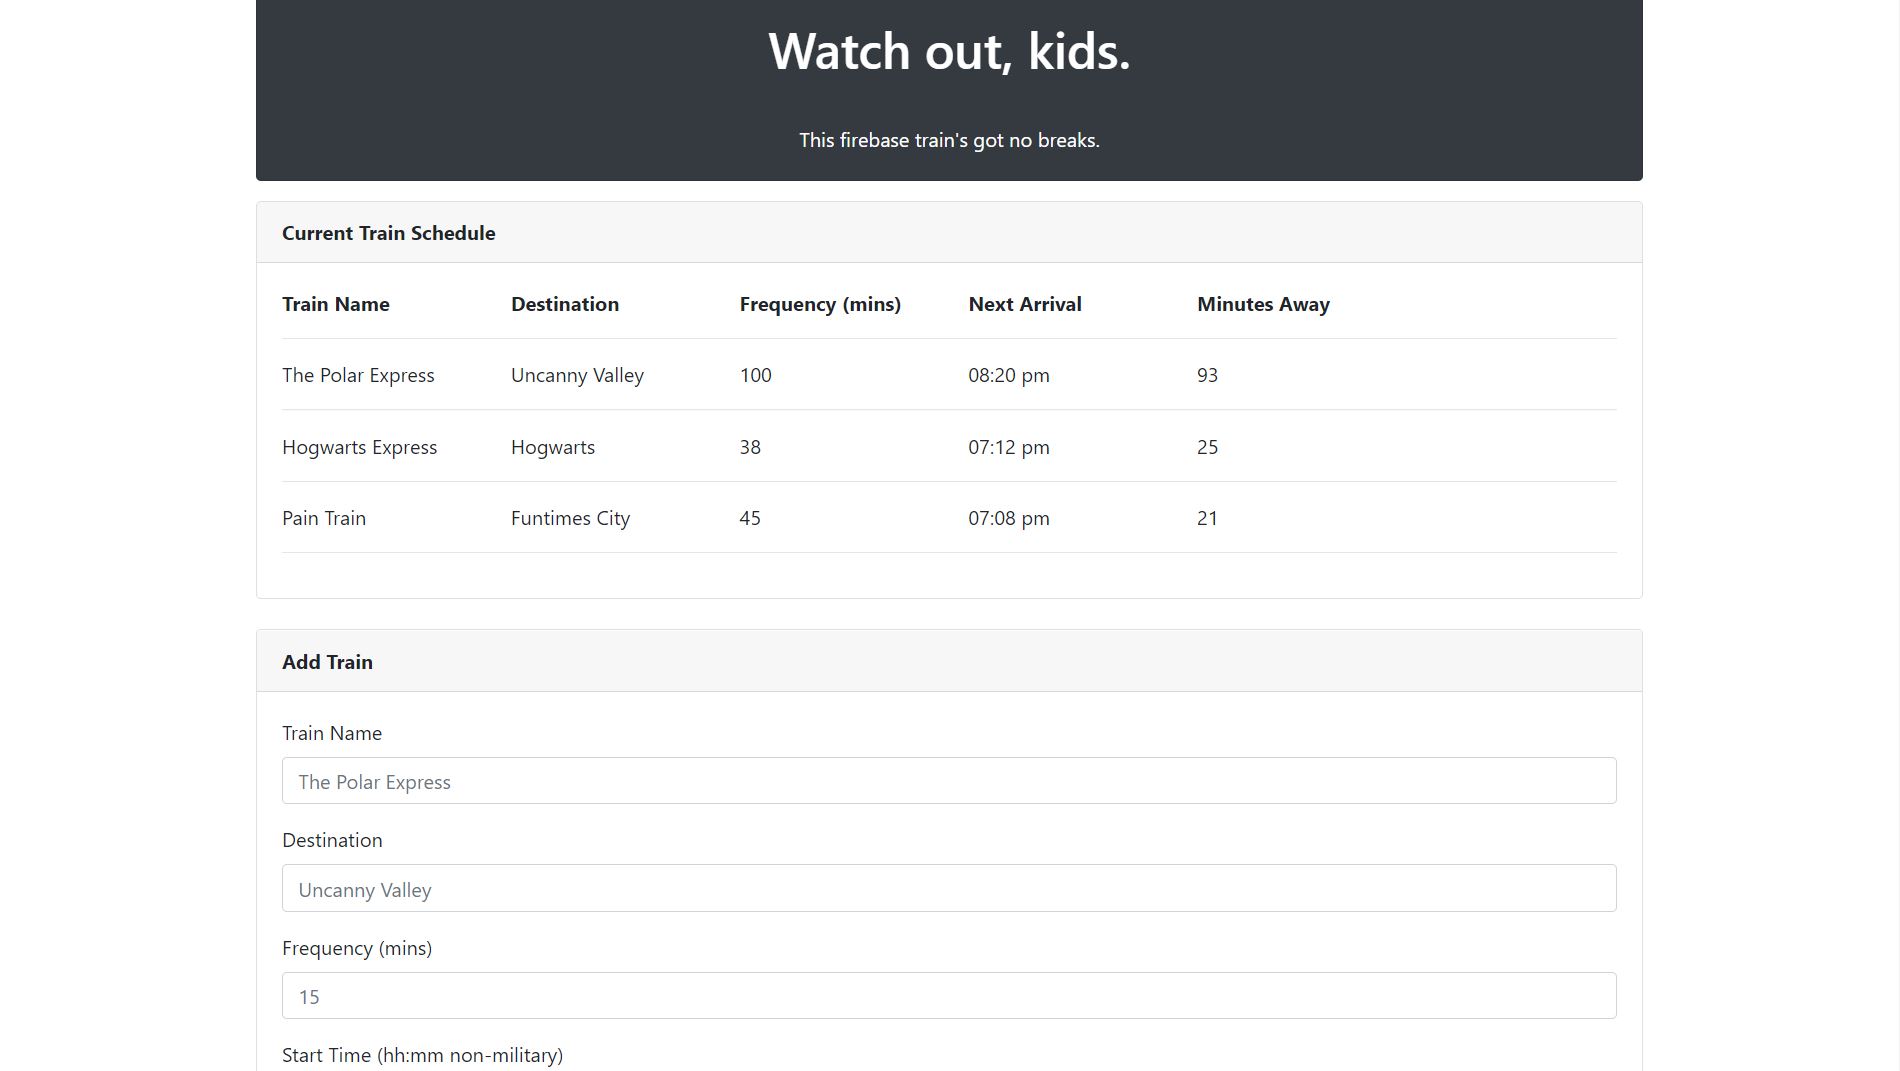 Watch out, kids.
This firebase train's got no breaks.
Current Train Schedule
Train Name Destination Frequency (mins) Next Arrival Minutes Away
The Polar Express Uncanny Valley 100 08:20 pm 93
Hogwarts Express Hogwarts 38 07:12 pm 25
Pain Train Funtimes City 45 07:08 pm 21
Add Train
Train Name
The Polar Express
Destination
Uncanny Valley
Frequency (mins)
15
Start Time (hh:mm non-military)